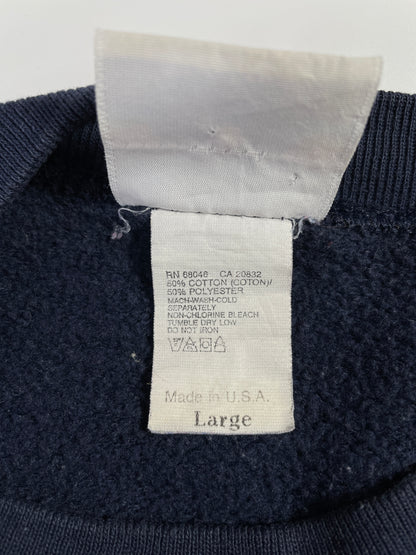 RN 68046 CA 20832
50% COTTON (COTON)/
50% POLYESTER
MACH-WASH-COLD
SEPARATELY
NON-CHLORINE BLEACH
TUMBLE DRY LOW
DO NOT IRON
Made in U.S.A.
Large